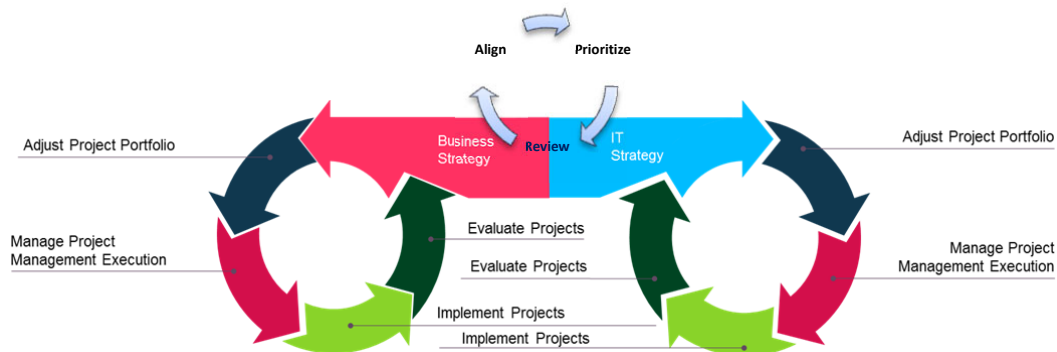 Align
Prioritize
Business
Strategy
Review
IT
Strategy
Adjust Project Portfolio
Adjust Project Portfolio
Evaluate Projects
Manage Project
Management Execution
Manage Project
Management Execution
Evaluate Projects
Implement Projects
Implement Projects